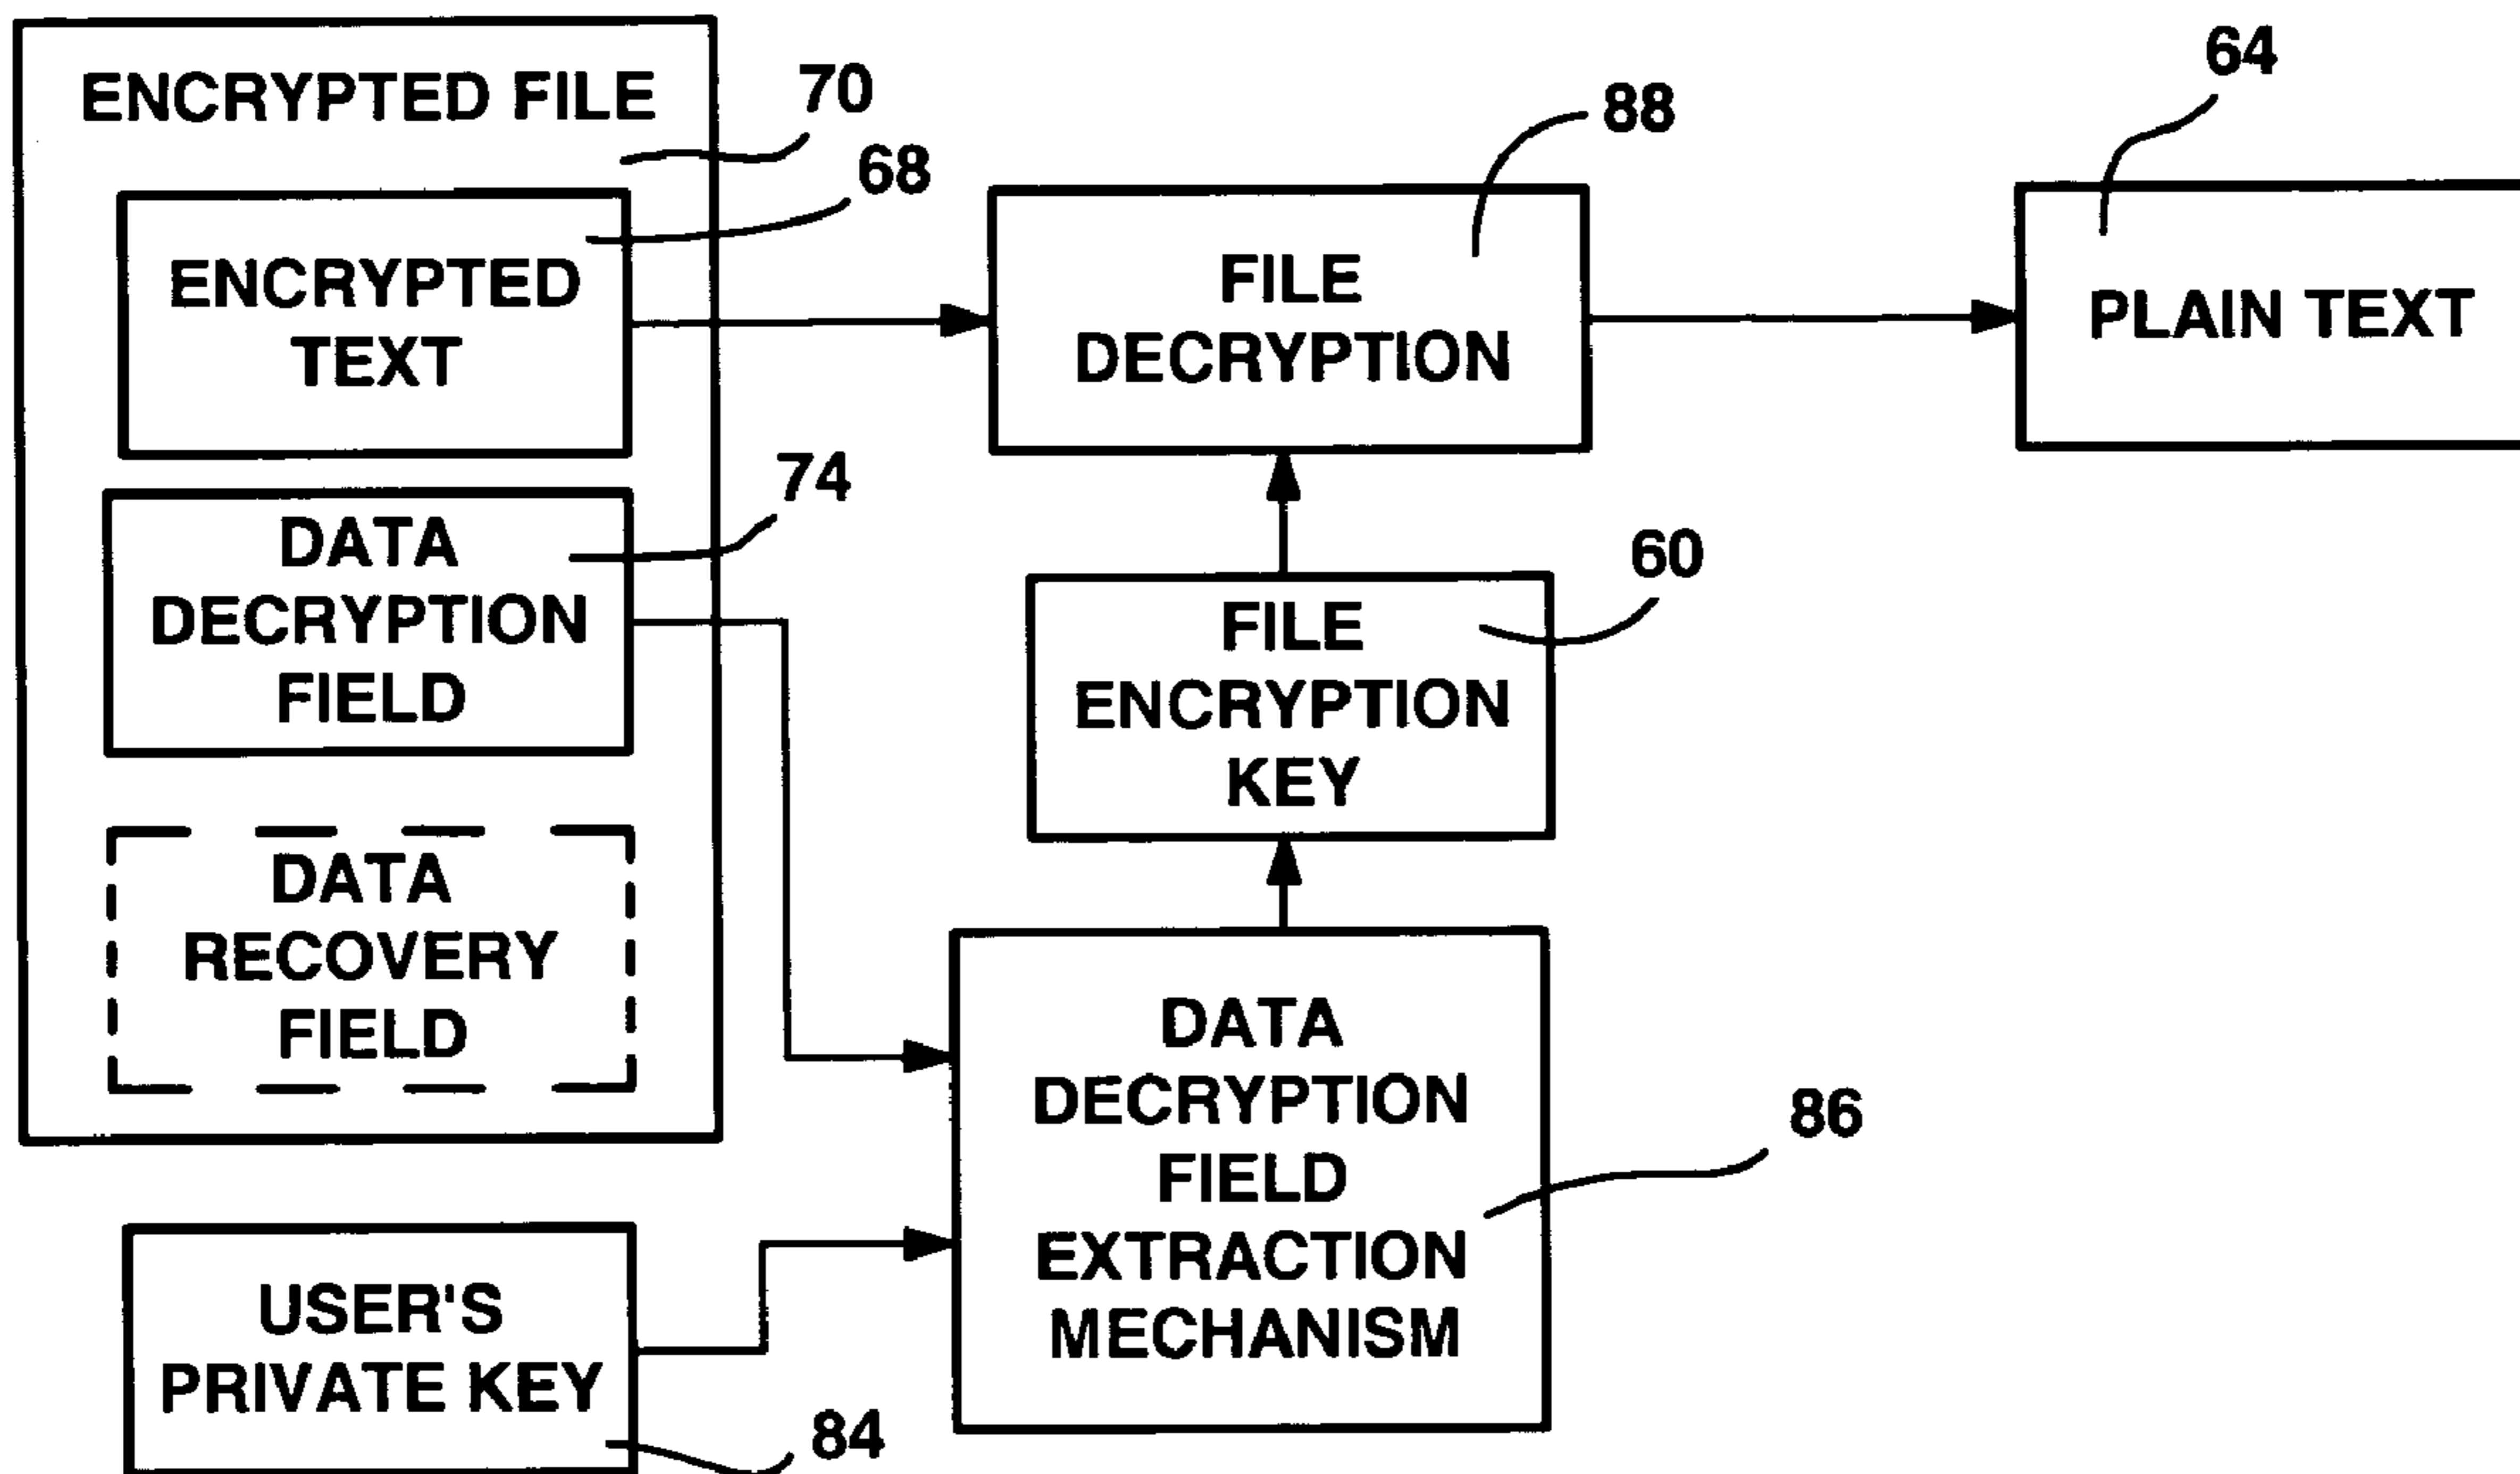 ENCRYPTED FILE
70
68
ENCRYPTED
TEXT
74
DATA
DECRYPTION
FIELD
DATA
RECOVERY
FIELD
USER'S
PRIVATE KEY
84
88
FILE
DECRYPTION
60
FILE
ENCRYPTION
KEY
DATA
DECRYPTION
FIELD
EXTRACTION
MECHANISM
86
64
PLAIN TEXT